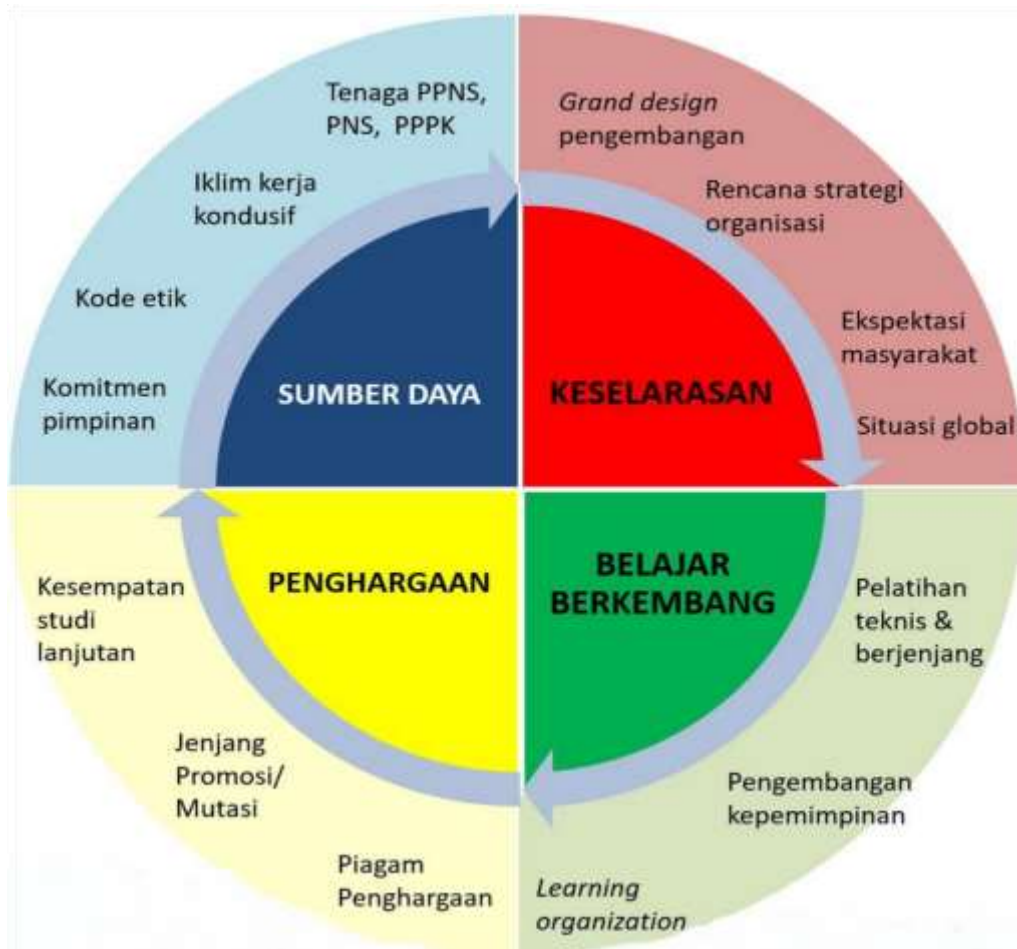 Tenaga PPNS,
PNS, PPPK
Iklim kerja
kondusif
Kode etik
Komitmen
pimpinan
SUMBER DAYA
Grand design
pengembangan
Rencana strategi
organisasi
Ekspektasi
masyarakat
Situasi global
KESELARASAN
PENGHARGAAN
Kesempatan
studi
lanjutan
Jenjang
Promosi/
Mutasi
Piagam
Penghargaan
BELAJAR
BERKEMBANG
Pelatihan
teknis &
berjenjang
Pengembangan
kepemimpinan
Learning
organization